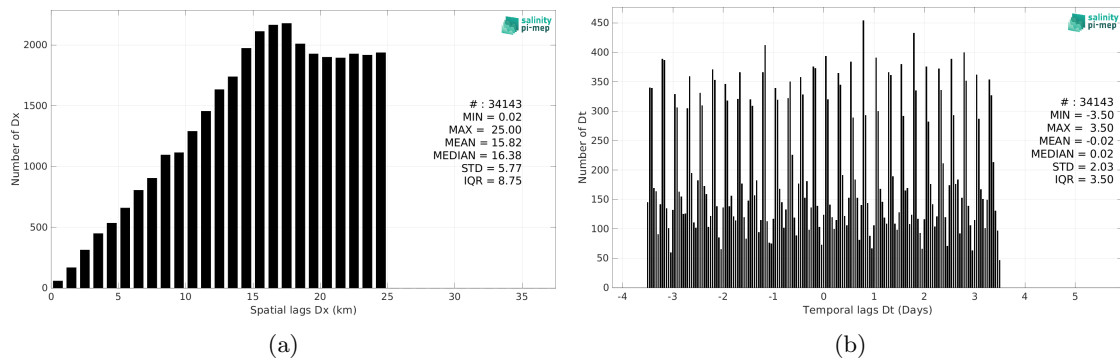 salinity
pi-mep
2000
1500
1000
500
0
Number of Dx
# : 34143
MIN = 0.02
MAX = 25.00
MEAN = 15.82
MEDIAN = 16.38
STD = 5.77
IQR = 8.75
0 5 10 15 20 25 30 35
Spatial lags Dx (km)
(a)
salinity
pi-mep
450
400
350
300
250
200
150
100
50
0
Number of Dt
# : 34143
MIN = -3.50
MAX = 3.50
MEAN = -0.02
MEDIAN = 0.02
STD = 2.03
IQR = 3.50
-4 -3 -2 -1 0 1 2 3 4 5
Temporal lags Dt (Days)
(b)